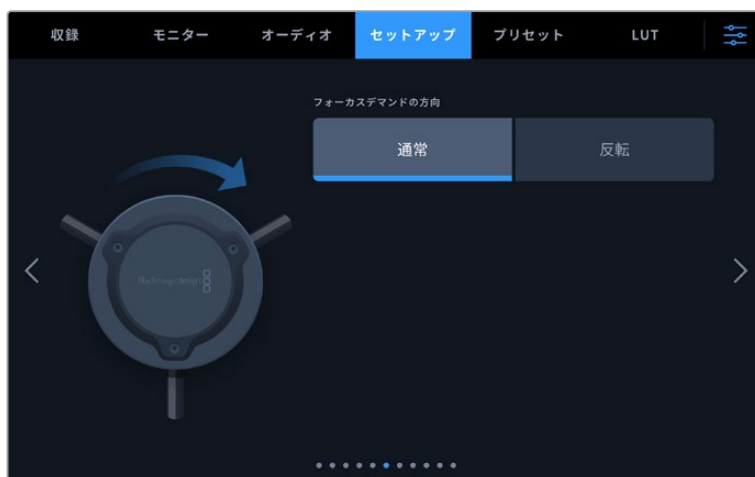 収録 モニター オーディオ セットアップ プリセット LUT
フォーカスデマンドの方向
通常 反転
Blackmagicdesign